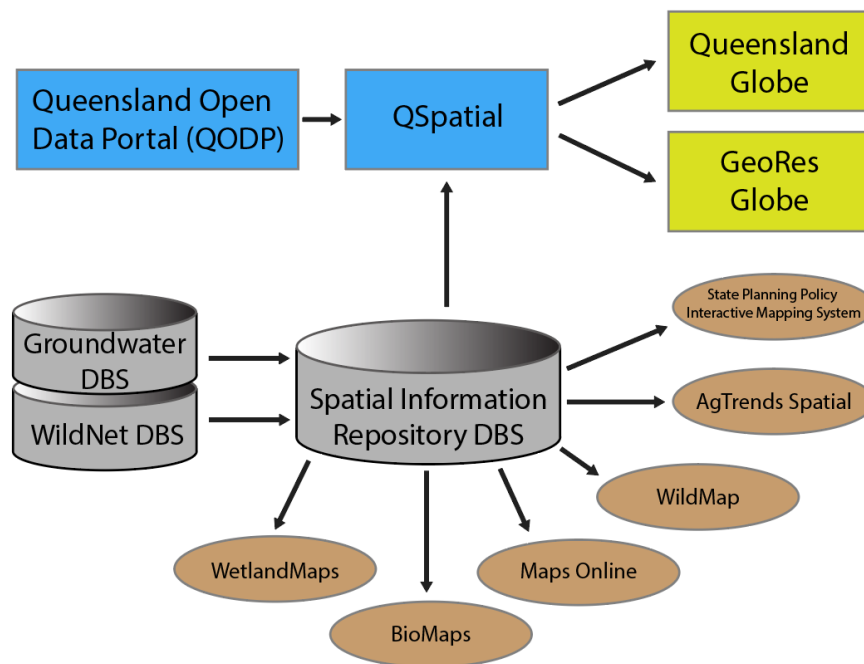 Queensland
Globe
Queensland Open
Data Portal (QODP)
QSpatial
GeoRes
Globe
State Planning Policy
Interactive Mapping System
Groundwater
DBS
WildNet DBS
Spatial Information
Repository DBS
AgTrends Spatial
WildMap
WetlandMaps
Maps Online
BioMaps